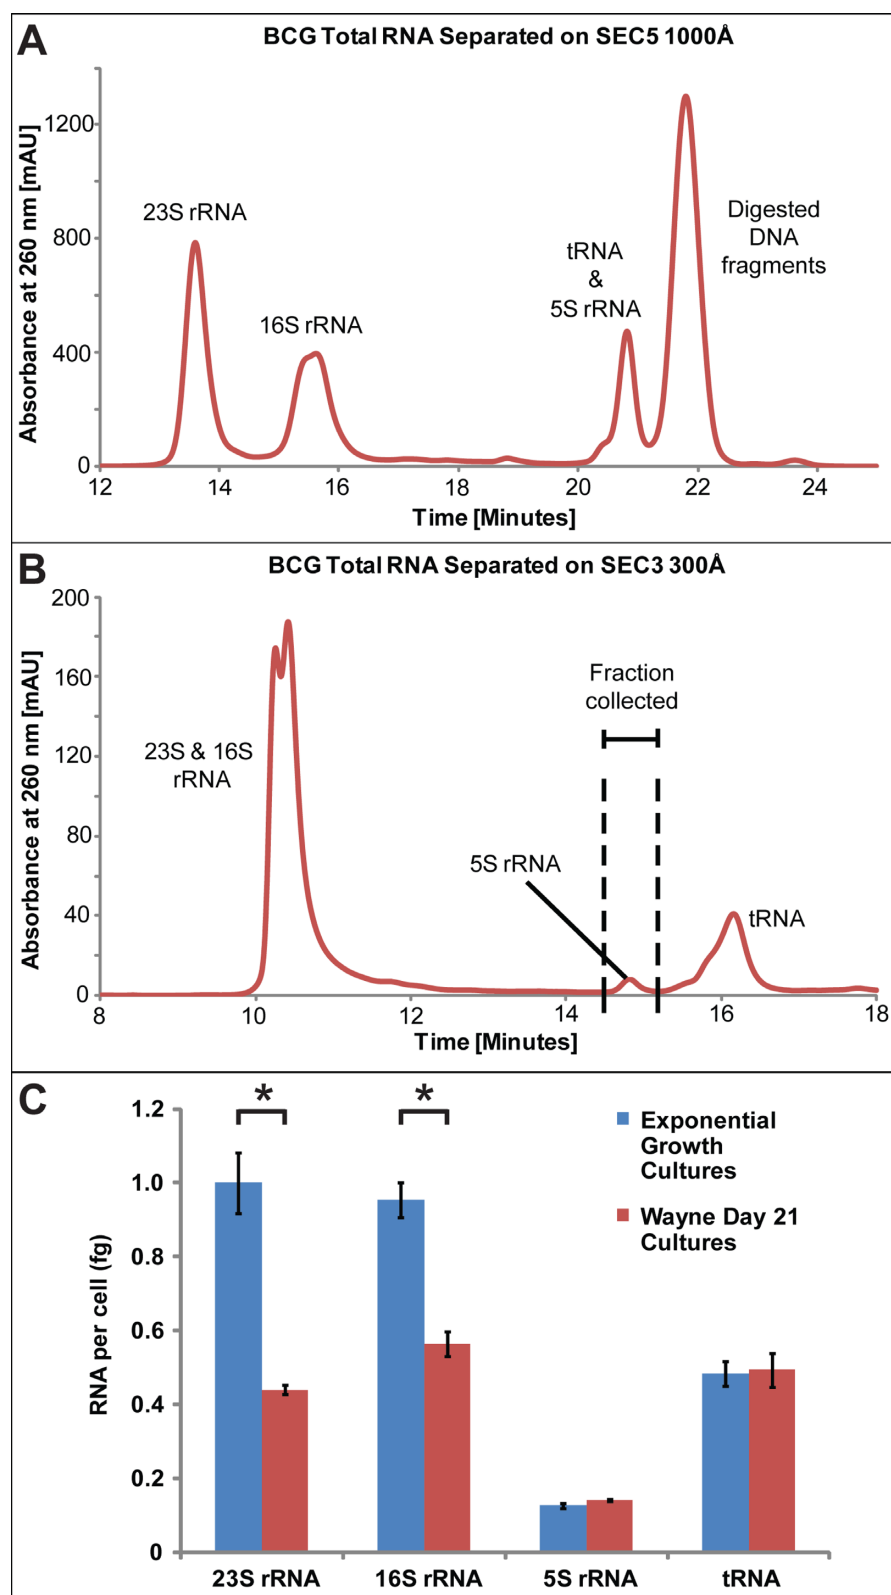 A
BCG Total RNA Separated on SEC5 1000Å
Absorbance at 260 nm [mAU]
1200
800
400
0
23S rRNA
16S rRNA
tRNA
&
5S rRNA
Digested
DNA
fragments
12 14 16 18 20 22 24
Time [Minutes]
B
BCG Total RNA Separated on SEC3 300Å
Absorbance at 260 nm [mAU]
200
160
120
80
40
0
23S & 16S
rRNA
Fraction
collected
5S rRNA
tRNA
8 10 12 14 16 18
Time [Minutes]
C
RNA per cell (fg)
1.2
1.0
0.8
0.6
0.4
0.2
0
* *
Exponential
Growth
Cultures
Wayne Day 21
Cultures
23S rRNA 16S rRNA 5S rRNA tRNA